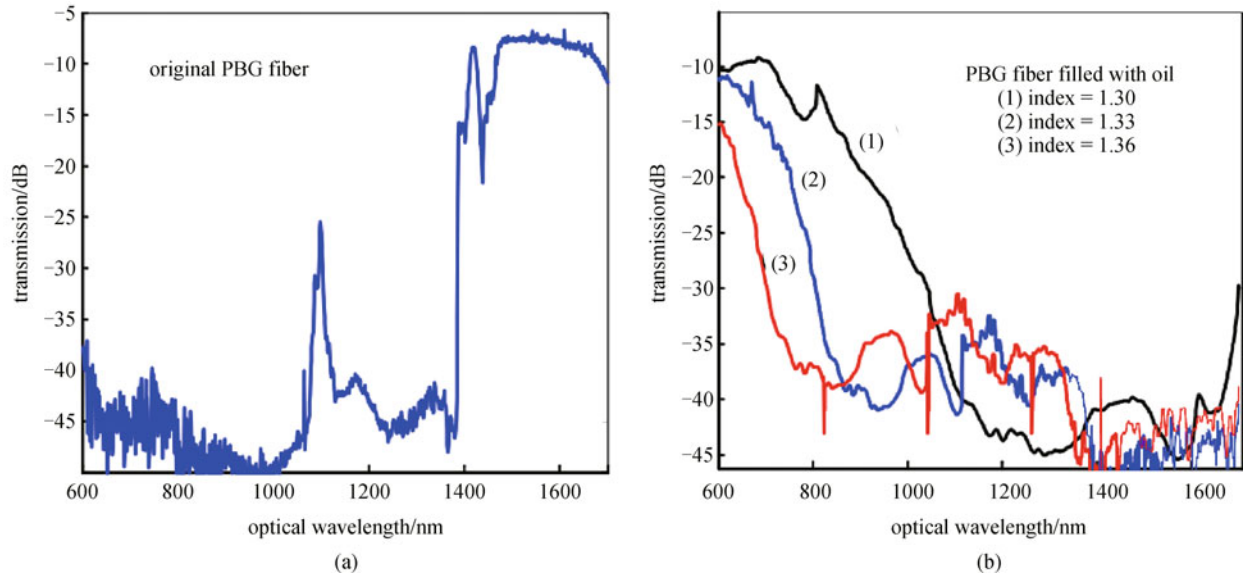 −5
−10
−15
−20
−25
−30
−35
−40
−45
transmission/dB
original PBG fiber
600 800 1000 1200 1400 1600
optical wavelength/nm
(a)
−10
−15
−20
−25
−30
−35
−40
−45
transmission/dB
PBG fiber filled with oil
(1) index = 1.30
(2) index = 1.33
(3) index = 1.36
(1)
(2)
(3)
600 800 1000 1200 1400 1600
optical wavelength/nm
(b)